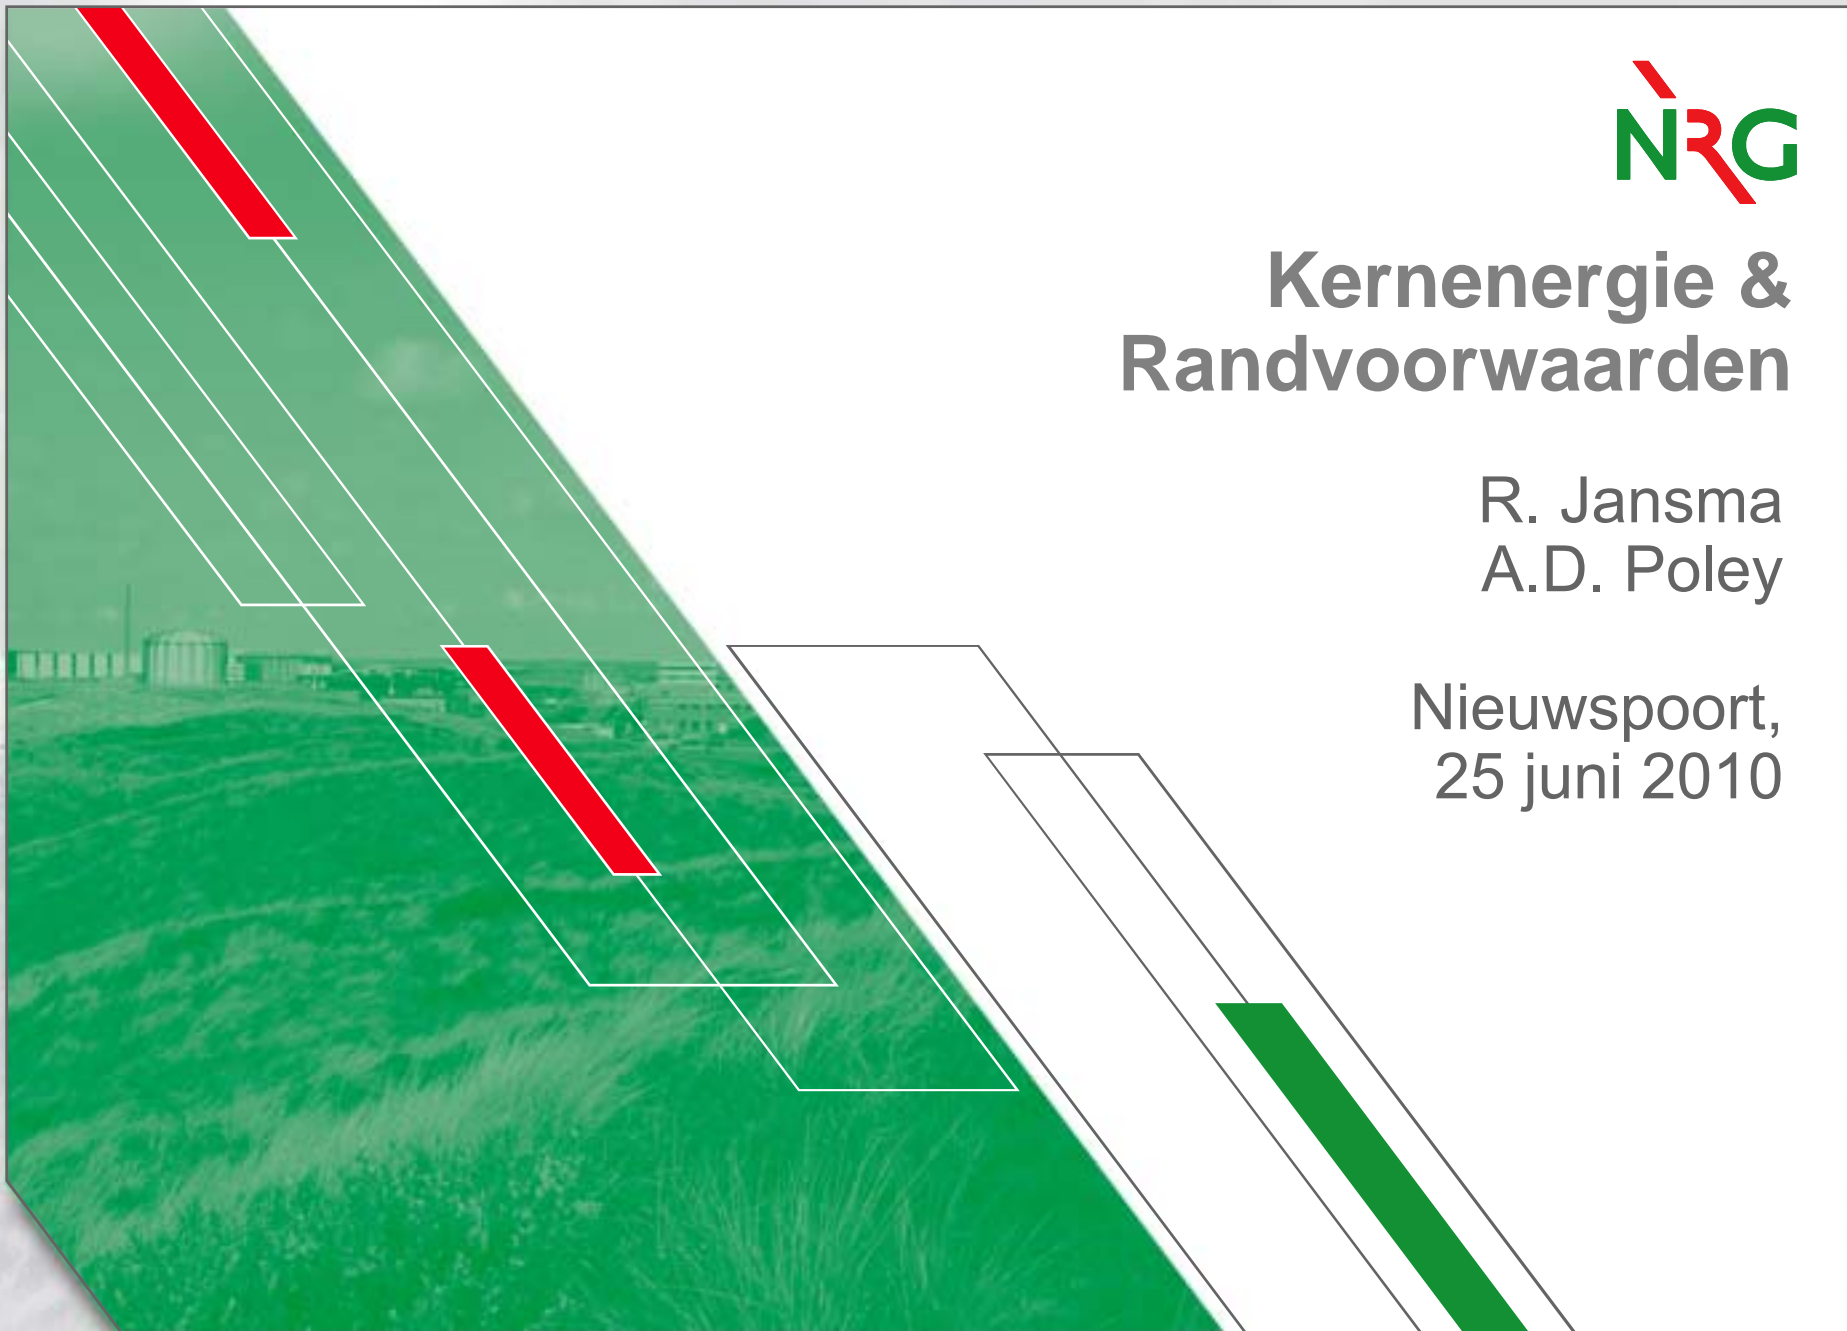 NRG
Kernenergie &
Randvoorwaarden
R. Jansma
A.D. Poley
Nieuwspoort,
25 juni 2010